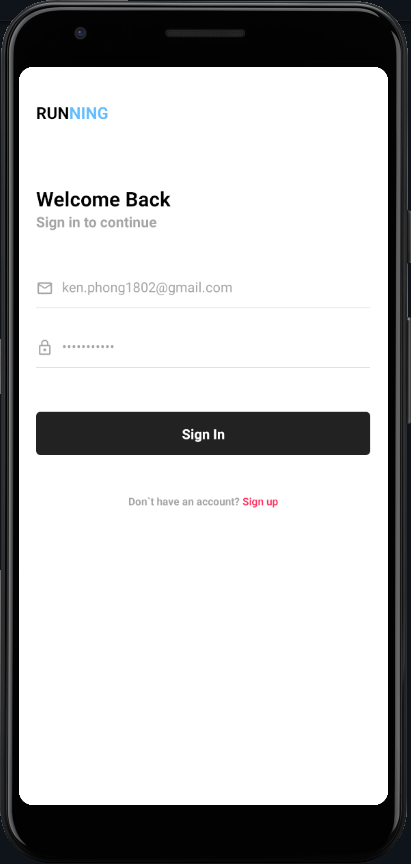 RUNNING
Welcome Back
Sign in to continue
ken.phong1802@gmail.com
•••••••••••
Sign In
Don`t have an account? Sign up